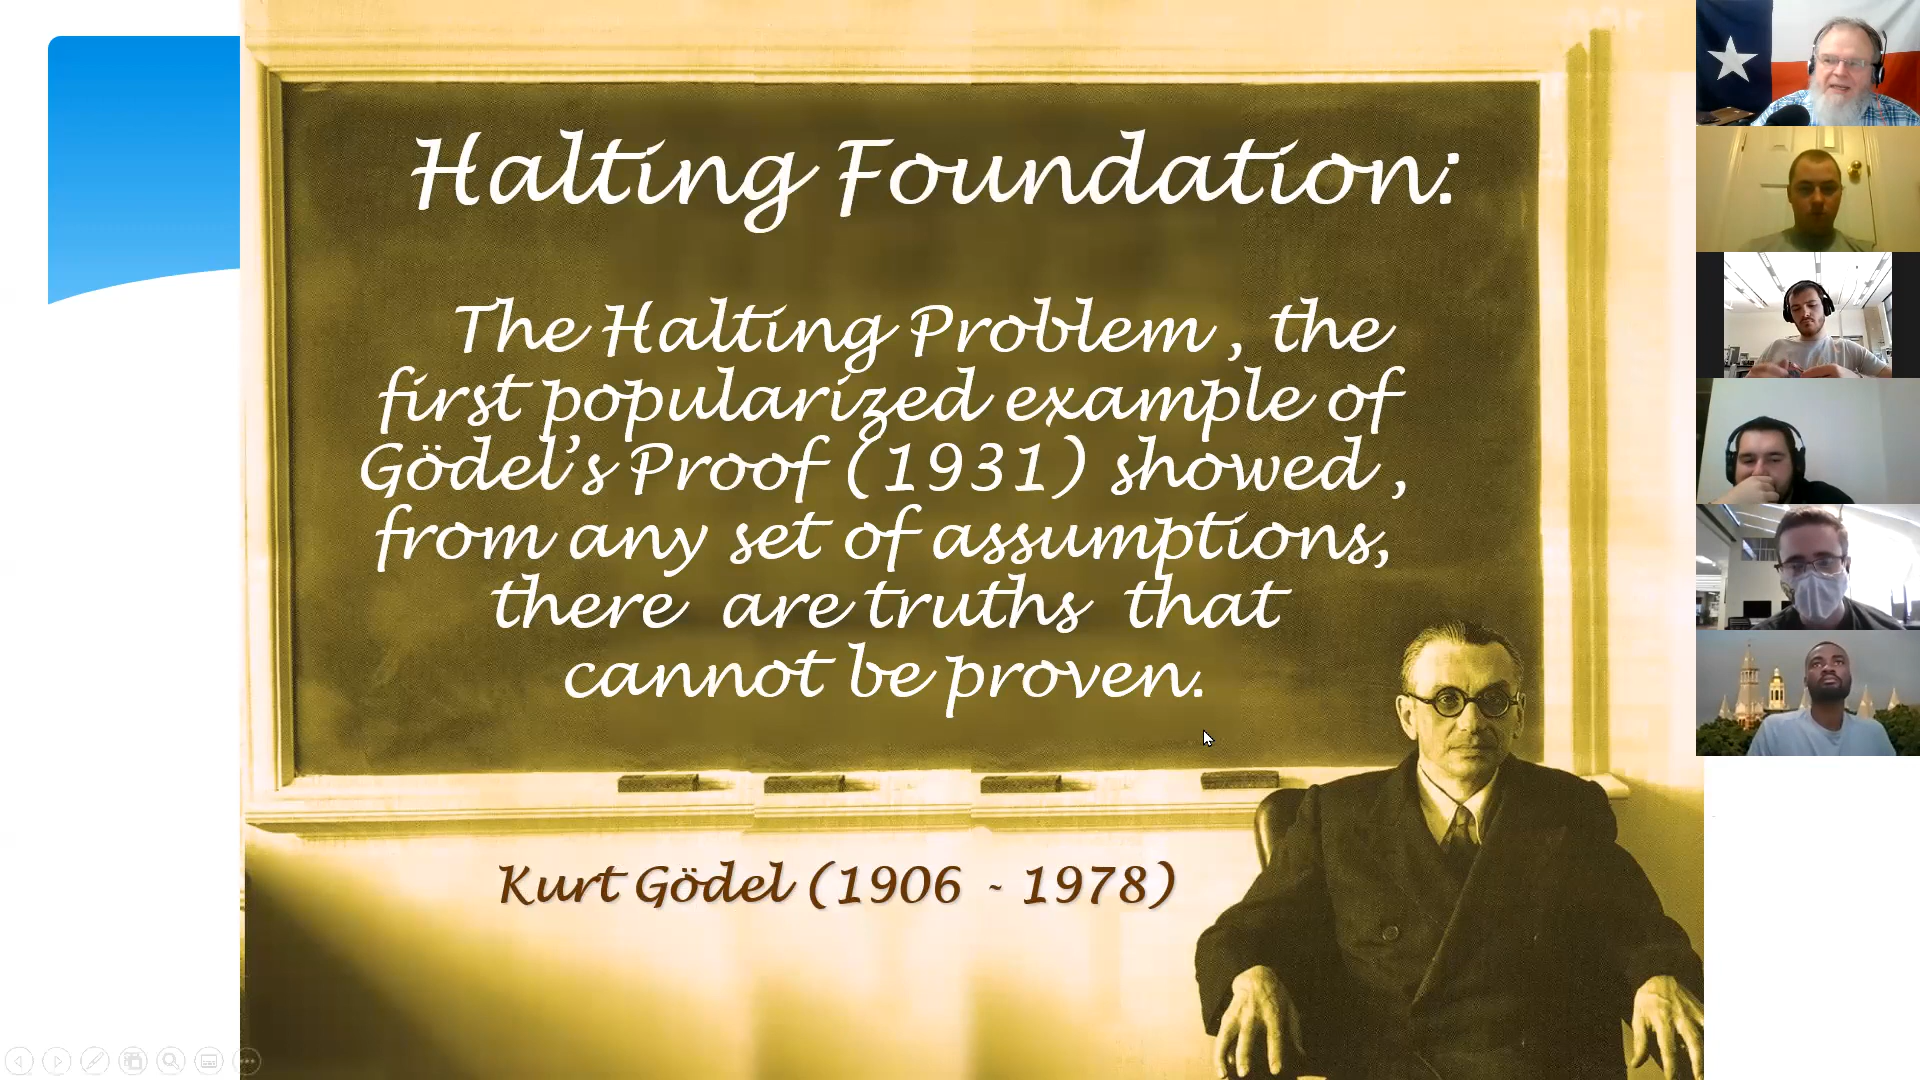 Halting Foundation:
The Halting Problem , the
first popularized example of
Gödel’s Proof (1931) showed ,
from any set of assumptions,
there are truths that
cannot be proven.
Kurt Gödel (1906 - 1978)